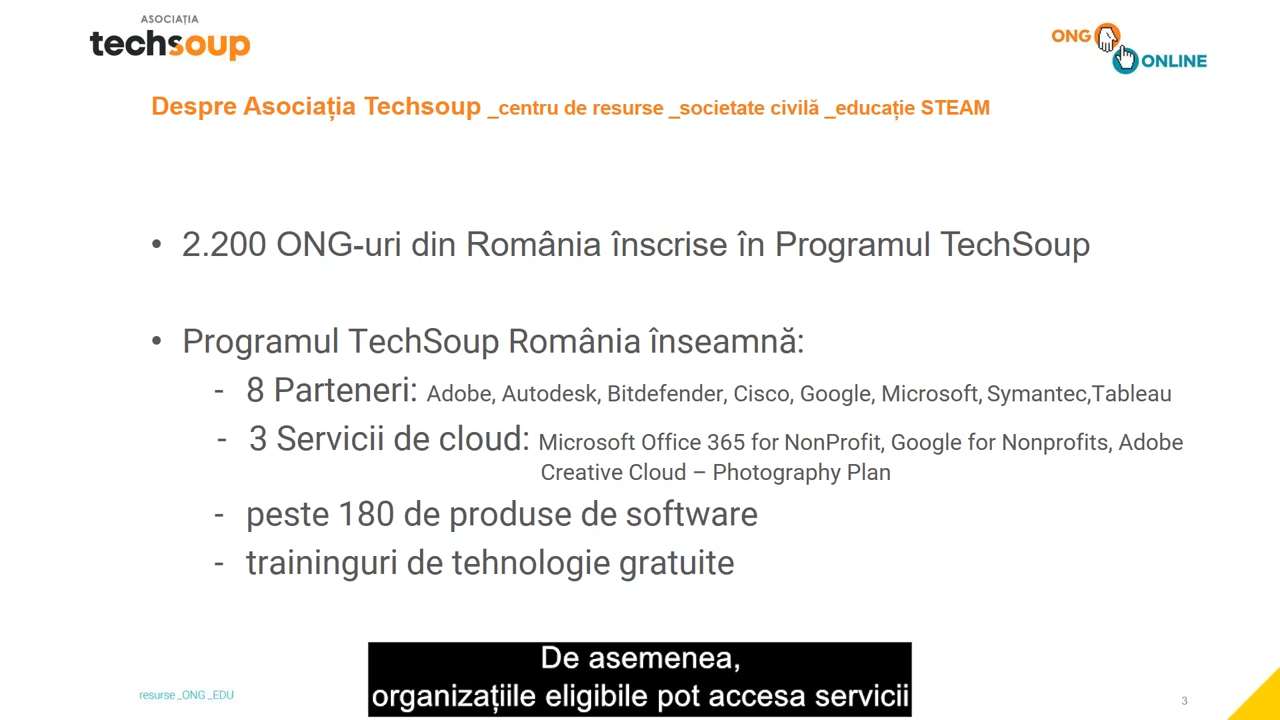 ASOCIAȚIA
techsoup
ONG
ONLINE
Despre Asociația Techsoup _centru de resurse _societate civilă _educație STEAM
• 2.200 ONG-uri din România înscrise în Programul TechSoup
• Programul TechSoup România înseamnă:
- 8 Parteneri: Adobe, Autodesk, Bitdefender, Cisco, Google, Microsoft, Symantec,Tableau
- 3 Servicii de cloud: Microsoft Office 365 for NonProfit, Google for Nonprofits, Adobe
Creative Cloud – Photography Plan
- peste 180 de produse de software
- traininguri de tehnologie gratuite
De asemenea,
organizațiile eligibile pot accesa servicii
resurse _ONG _EDU
3